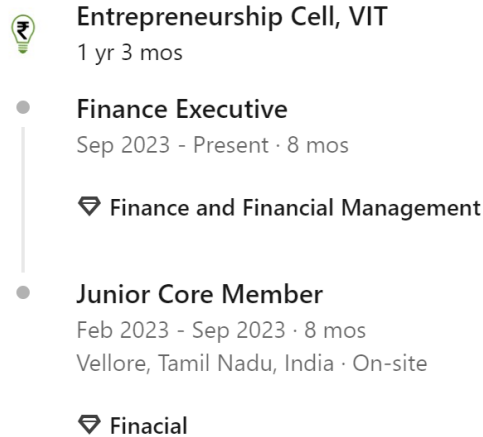 ₹
Entrepreneurship Cell, VIT
1 yr 3 mos
Finance Executive
Sep 2023 - Present · 8 mos
Finance and Financial Management
Junior Core Member
Feb 2023 - Sep 2023 · 8 mos
Vellore, Tamil Nadu, India · On-site
Finacial